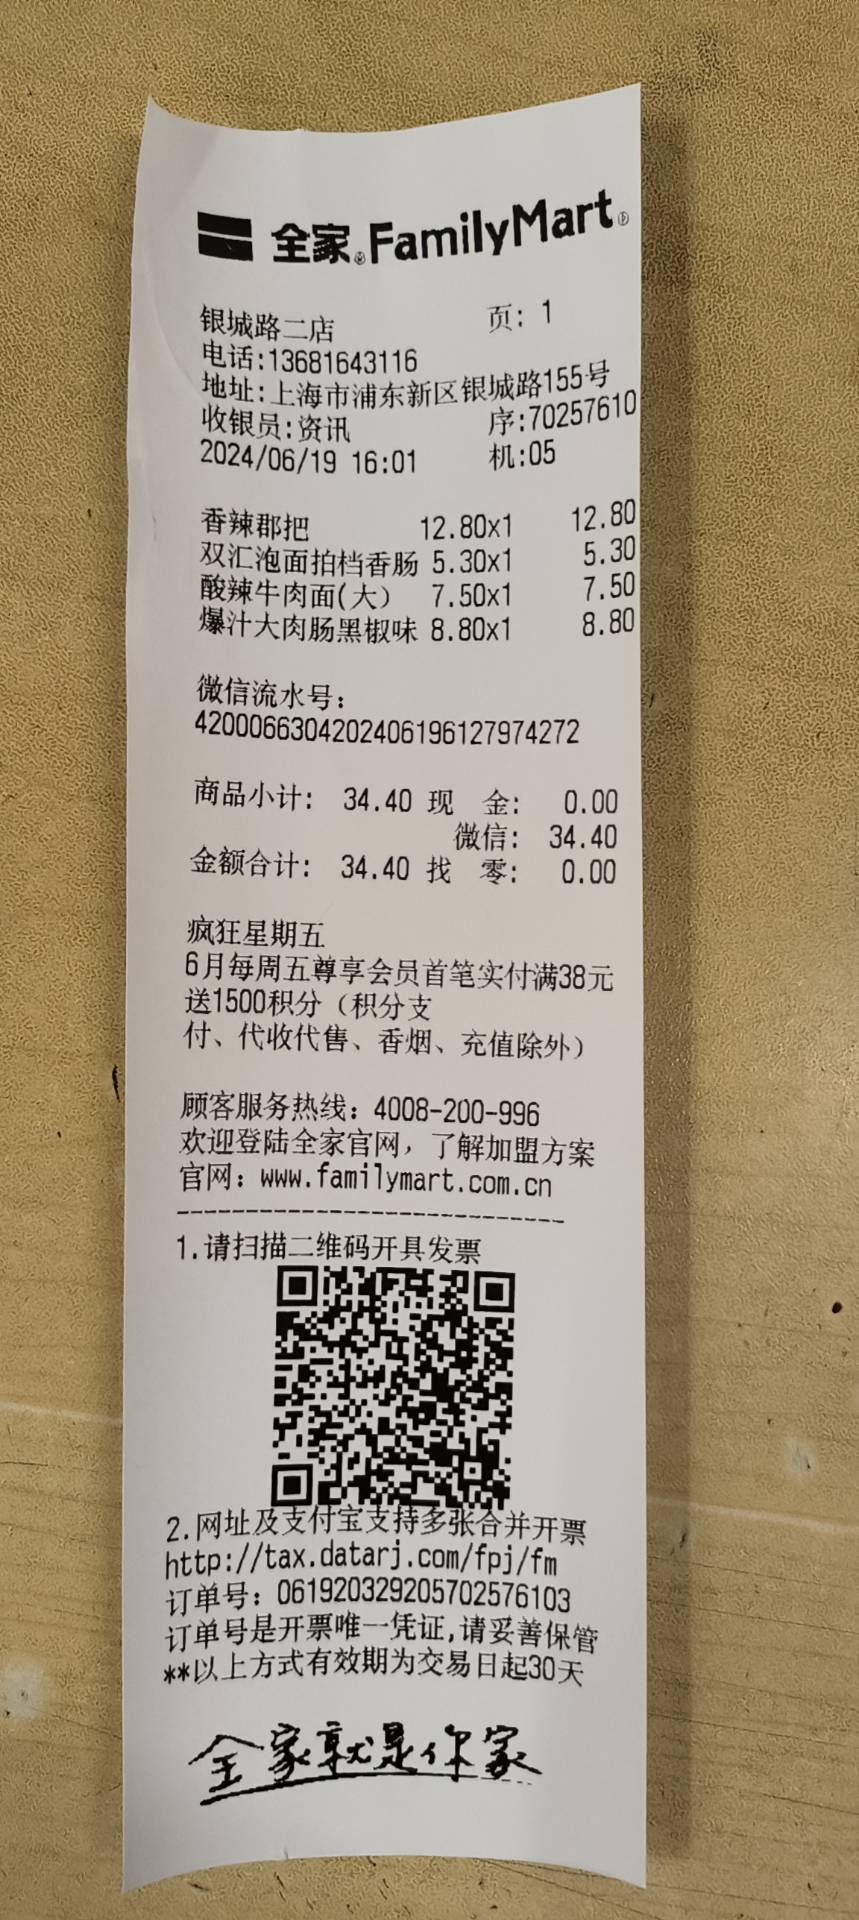 全家 FamilyMart
银城路二店 页: 1
电话:13681643116
地址:上海市浦东新区银城路155号
收银员:资讯 序:70257610
2024/06/19 16:01 机:05
香辣郡把 12.80x1 12.80
双汇泡面拍档香肠 5.30x1 5.30
酸辣牛肉面(大) 7.50x1 7.50
爆汁大肉肠黑椒味 8.80x1 8.80
微信流水号:
4200066304202406196127974272
商品小计: 34.40 现 金: 0.00
微信: 34.40
金额合计: 34.40 找 零: 0.00
疯狂星期五
6月每周五尊享会员首笔实付满38元
送1500积分（积分支
付、代收代售、香烟、充值除外）
顾客服务热线：4008-200-996
欢迎登陆全家官网，了解加盟方案
官网：www.familymart.com.cn
----------------------------
1.请扫描二维码开具发票
2.网址及支付宝支持多张合并开票
http://tax.datarj.com/fpj/fm
订单号：061920329205702576103
订单号是开票唯一凭证,请妥善保管
**以上方式有效期为交易日起30天
全家就是你家